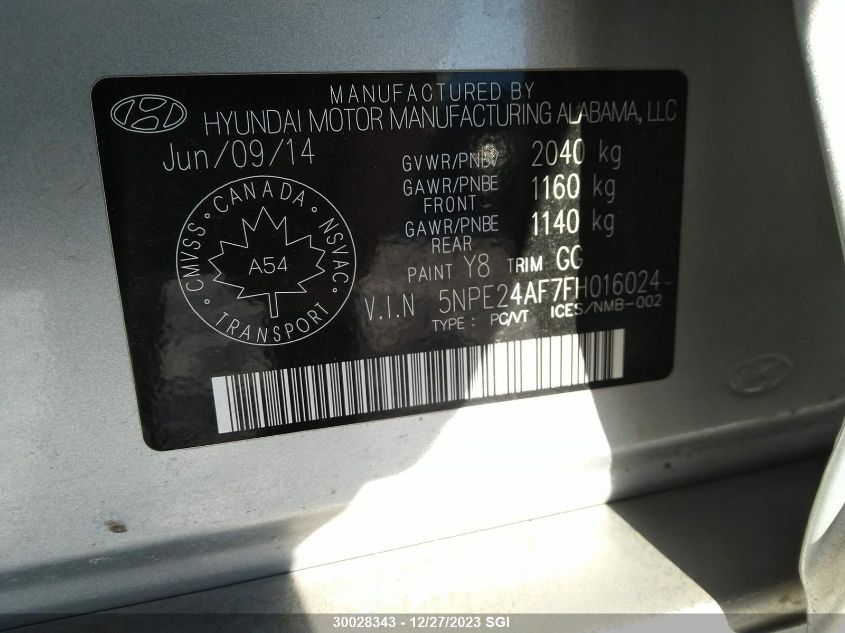 MANUFACTURED BY
HYUNDAI MOTOR MANUFACTURING ALABAMA, LLC
Jun/09/14
GVWR/PNBV 2040 kg
GAWR/PNBE FRONT 1160 kg
GAWR/PNBE REAR 1140 kg
PAINT Y8 TRIM GG
V.I.N 5NPE24AF7FH016024
TYPE : PC/VT ICES/NMB-002
CMVSS · CANADA · NSVAC · TRANSPORT
A54
30028343 - 12/27/2023 SGI